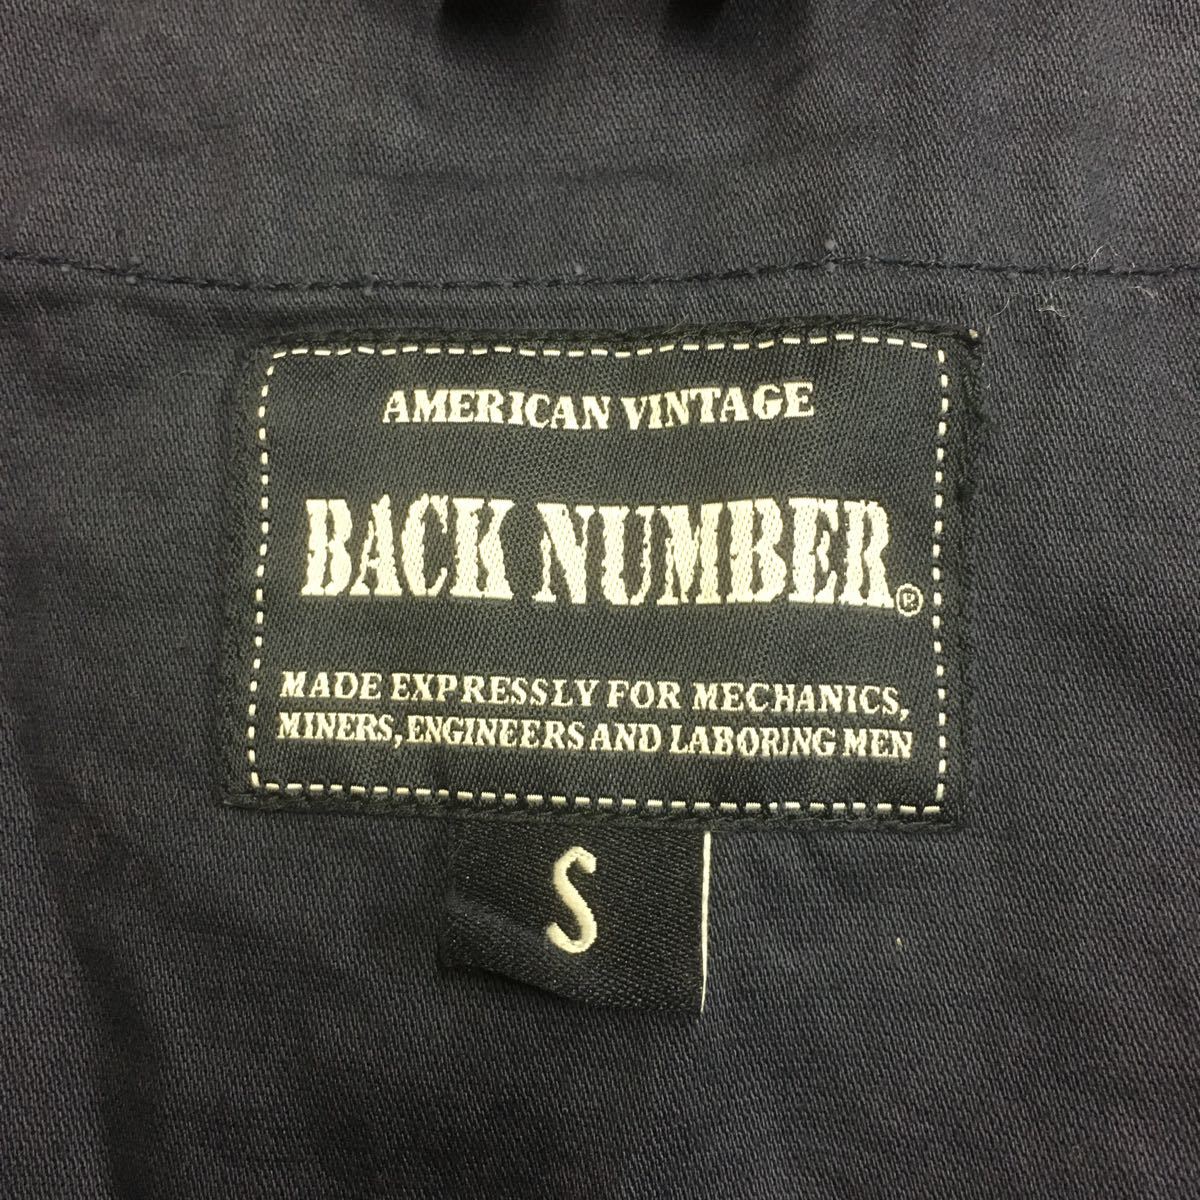 AMERICAN VINTAGE
BACK NUMBER®
MADE EXPRESSLY FOR MECHANICS,
MINERS, ENGINEERS AND LABORING MEN
S